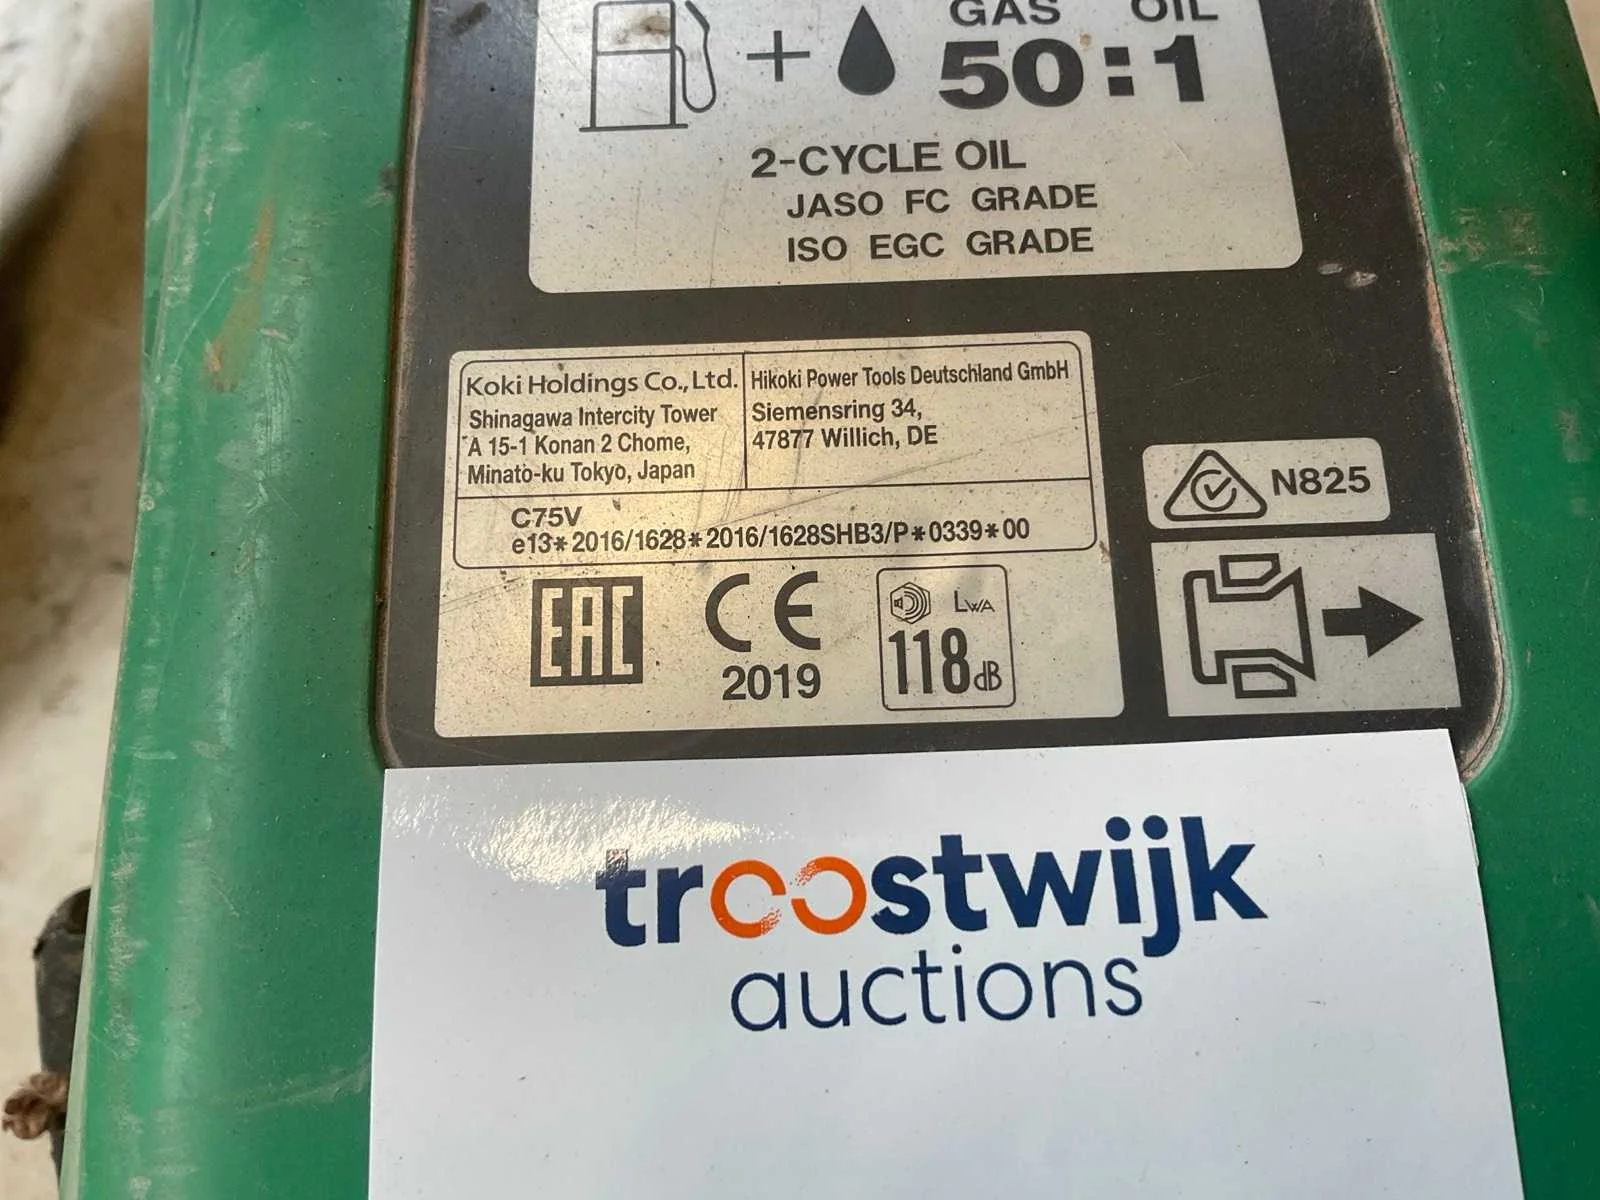 GAS OIL
50:1
2-CYCLE OIL
JASO FC GRADE
ISO EGC GRADE
Koki Holdings Co., Ltd.
Shinagawa Intercity Tower
A 15-1 Konan 2 Chome,
Minato-ku Tokyo, Japan
Hikoki Power Tools Deutschland GmbH
Siemensring 34,
47877 Willich, DE
C75V
e13*2016/1628*2016/1628SHB3/P*0339*00
EAC
CE
2019
LWA
118dB
N825
troostwijk
auctions